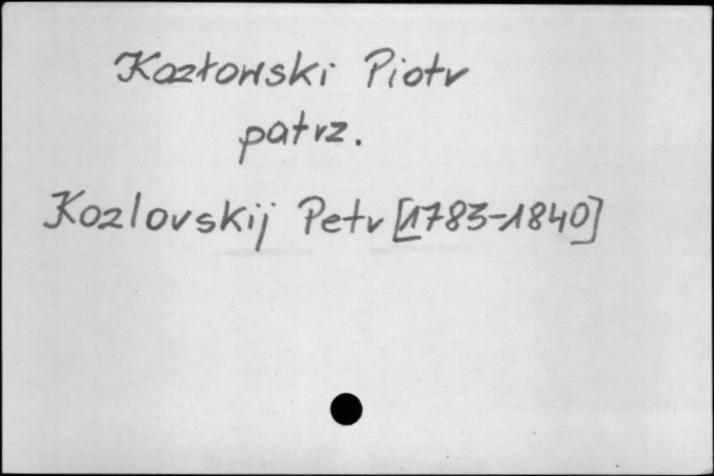 Kozłowski Piotr
patrz.
Kozlovskij Petr [1783-1840]